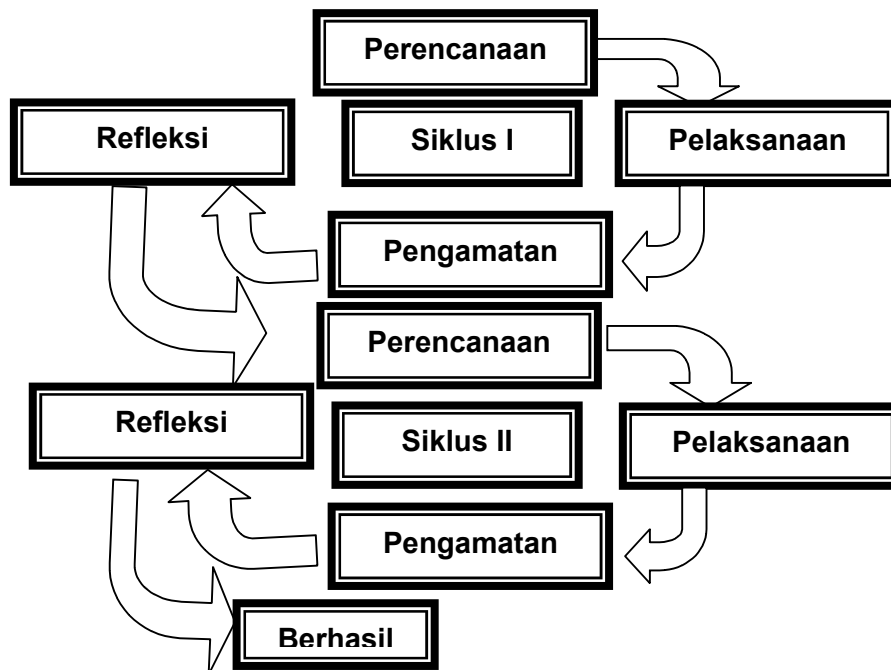 Perencanaan
Refleksi
Siklus I
Pelaksanaan
Pengamatan
Perencanaan
Refleksi
Siklus II
Pelaksanaan
Pengamatan
Berhasil